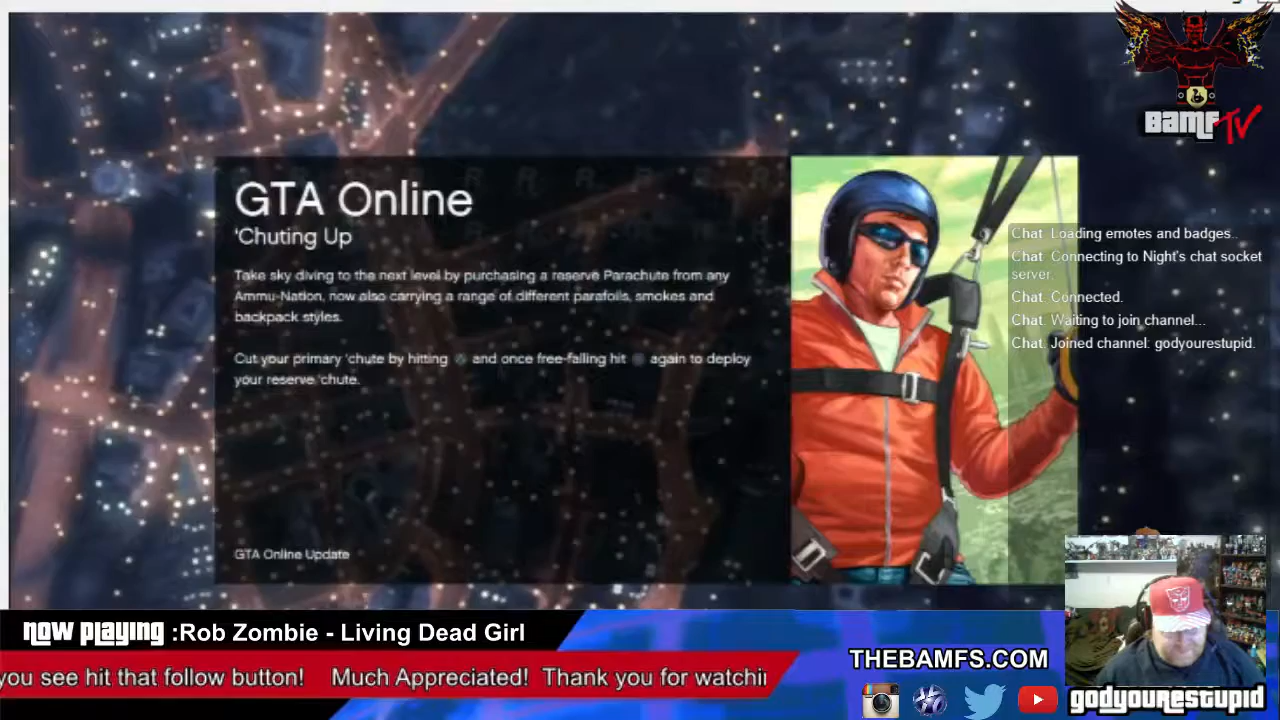 BAMF TV
GTA Online
'Chuting Up
Take sky diving to the next level by purchasing a reserve Parachute from any
Ammu-Nation, now also carrying a range of different parafoils, smokes and
backpack styles.
Cut your primary 'chute by hitting and once free-falling hit again to deploy
your reserve 'chute.
GTA Online Update
Chat: Loading emotes and badges..
Chat: Connecting to Night's chat socket
server.
Chat: Connected.
Chat: Waiting to join channel...
Chat: Joined channel: godyourestupid.
now playing :Rob Zombie - Living Dead Girl
you see hit that follow button! Much Appreciated! Thank you for watchin
THEBAMFS.COM
godyourestupid